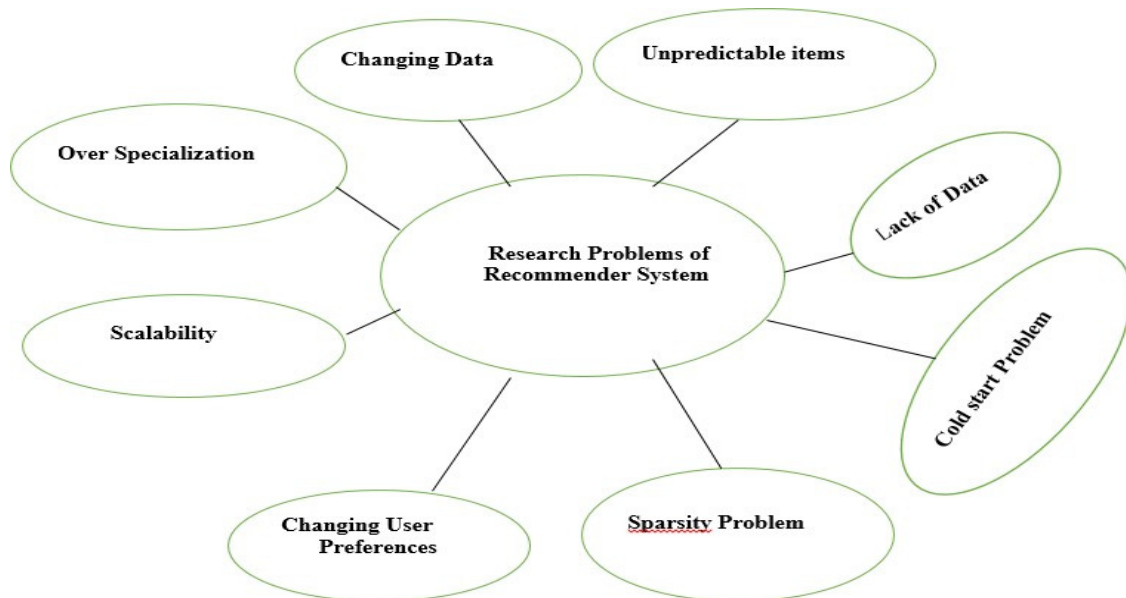 Changing Data
Unpredictable items
Over Specialization
Lack of Data
Research Problems of
Recommender System
Scalability
Cold start Problem
Changing User
Preferences
Sparsity Problem